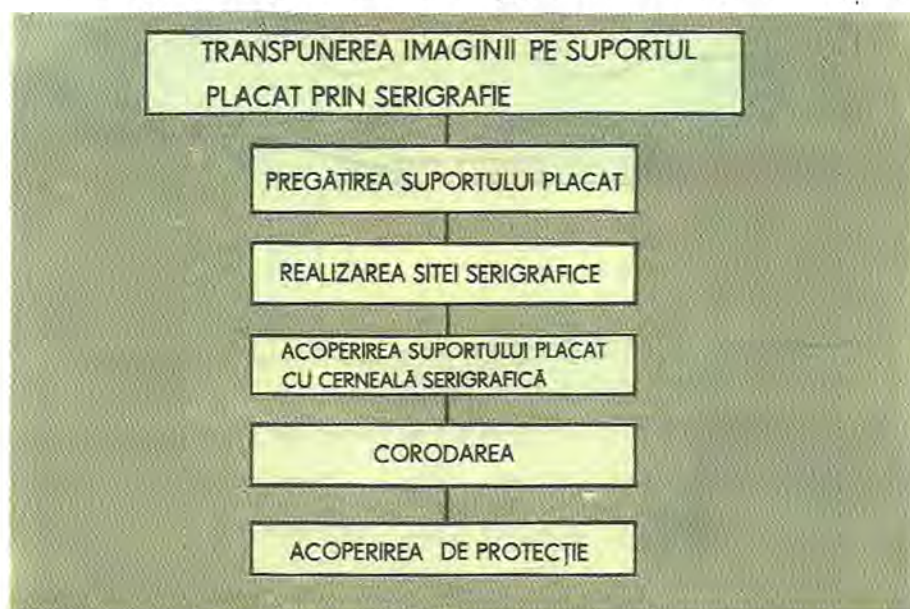 TRANSPUNEREA IMAGINII PE SUPORTUL
PLACAT PRIN SERIGRAFIE
PREGĂTIREA SUPORTULUI PLACAT
REALIZAREA SITEI SERIGRAFICE
ACOPERIREA SUPORTULUI PLACAT
CU CERNEALĂ SERIGRAFICĂ
CORODAREA
ACOPERIREA DE PROTECȚIE